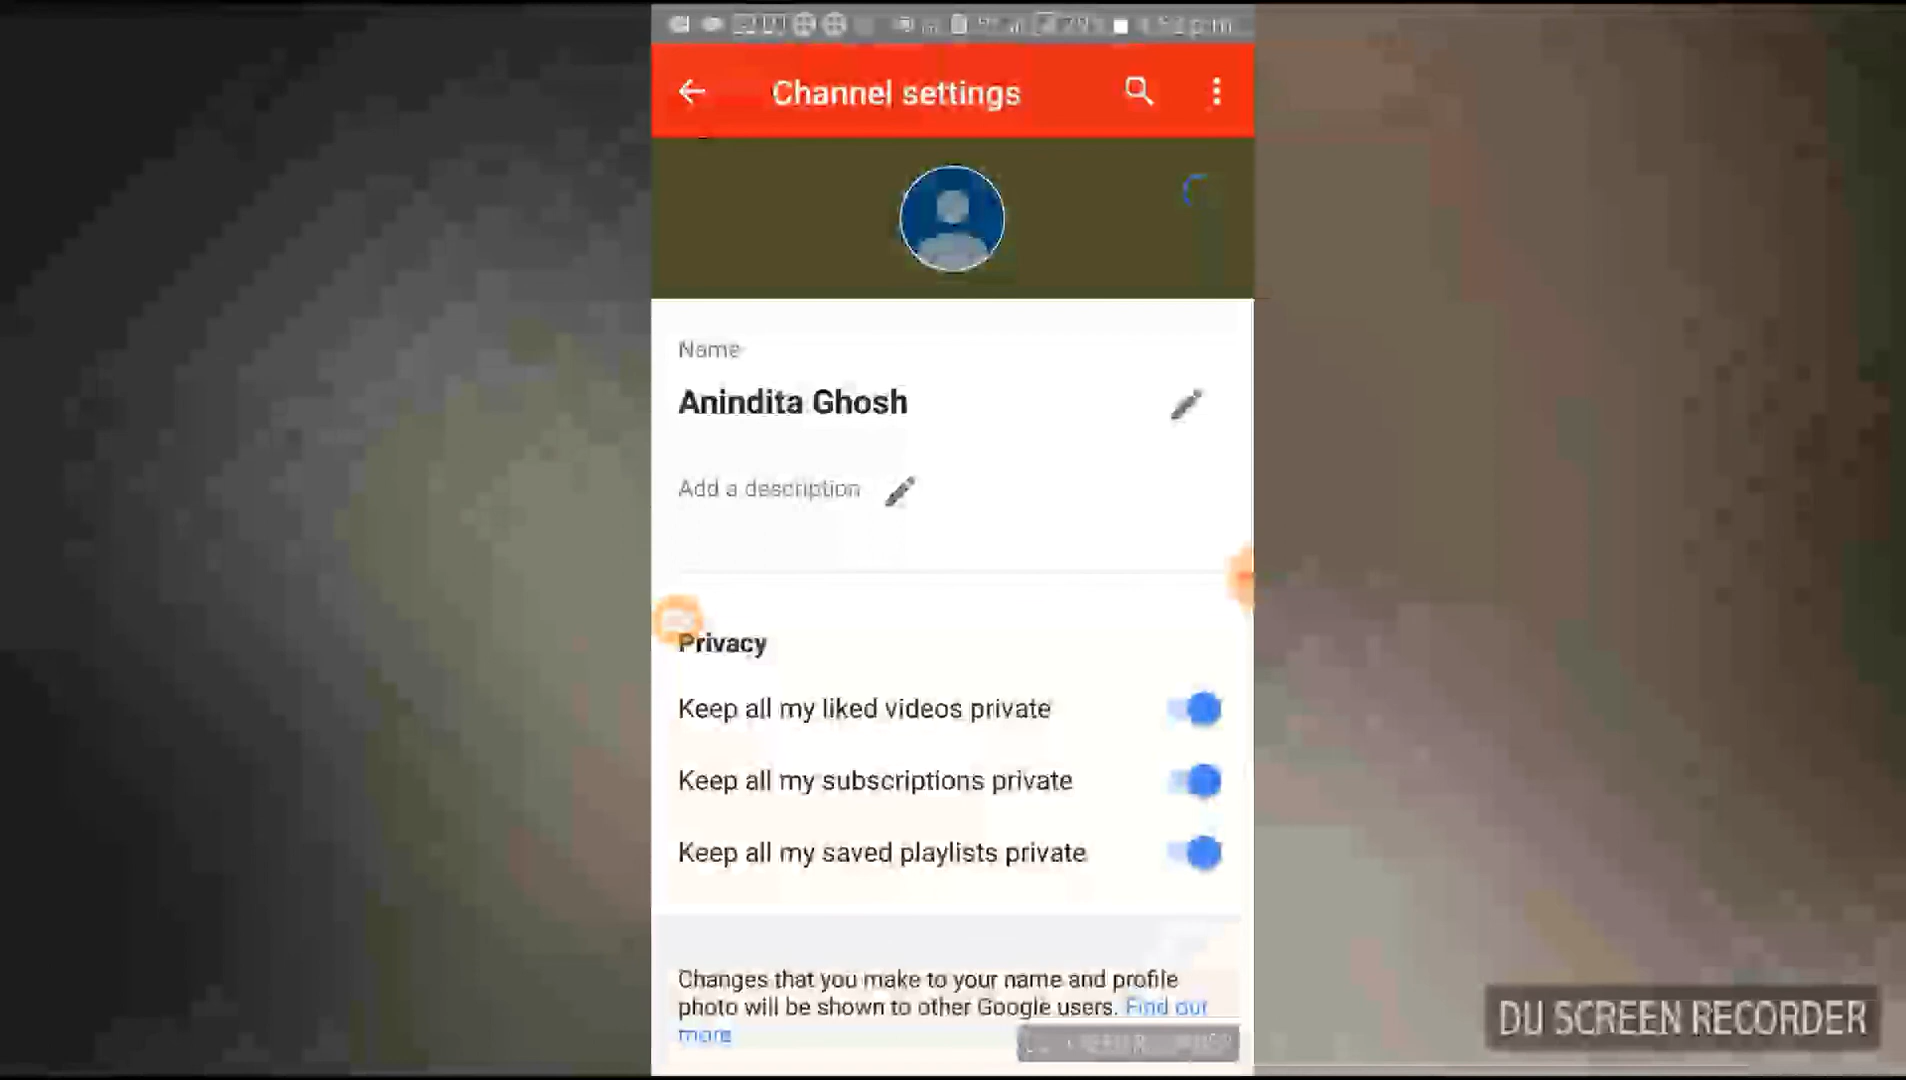 Channel settings
Name
Anindita Ghosh
Add a description
Privacy
Keep all my liked videos private
Keep all my subscriptions private
Keep all my saved playlists private
Changes that you make to your name and profile
photo will be shown to other Google users. Find out
more
DU SCREEN RECORDER